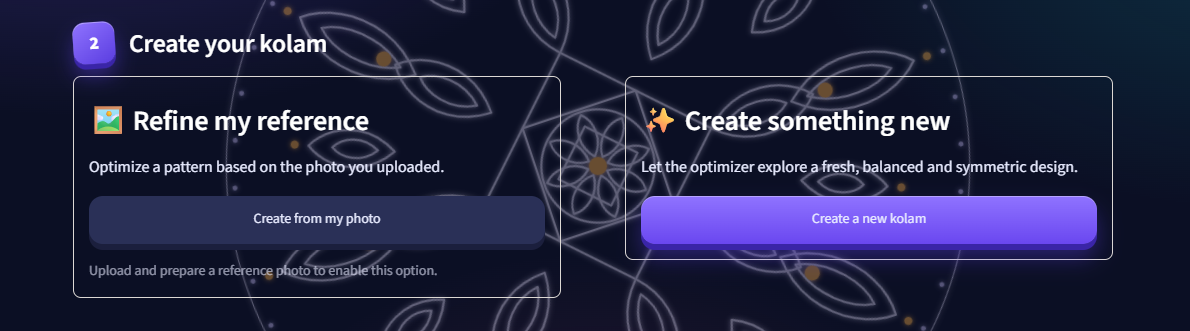 2
Create your kolam
Refine my reference
Optimize a pattern based on the photo you uploaded.
Create from my photo
Upload and prepare a reference photo to enable this option.
Create something new
Let the optimizer explore a fresh, balanced and symmetric design.
Create a new kolam